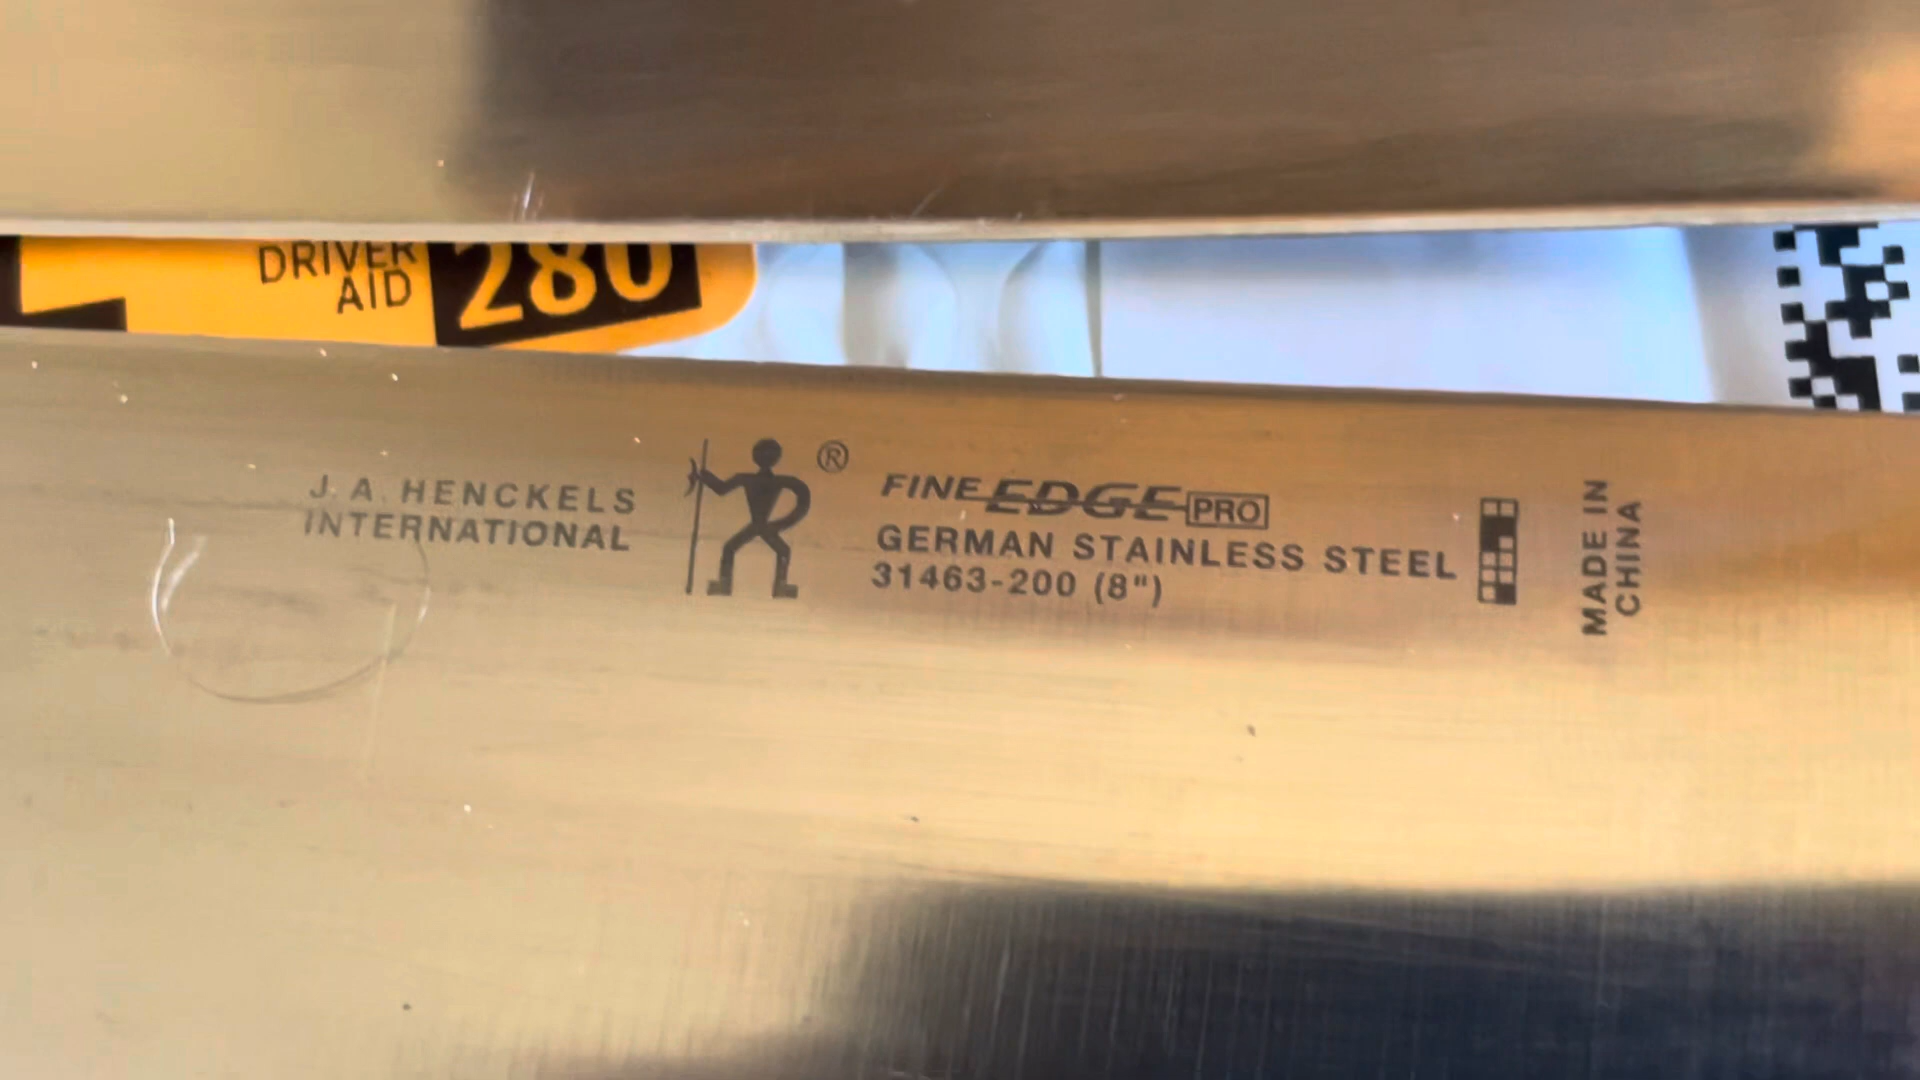 DRIVER
AID
280
J. A. HENCKELS
INTERNATIONAL
®
FINE EDGE PRO
GERMAN STAINLESS STEEL
31463-200 (8")
MADE IN
CHINA